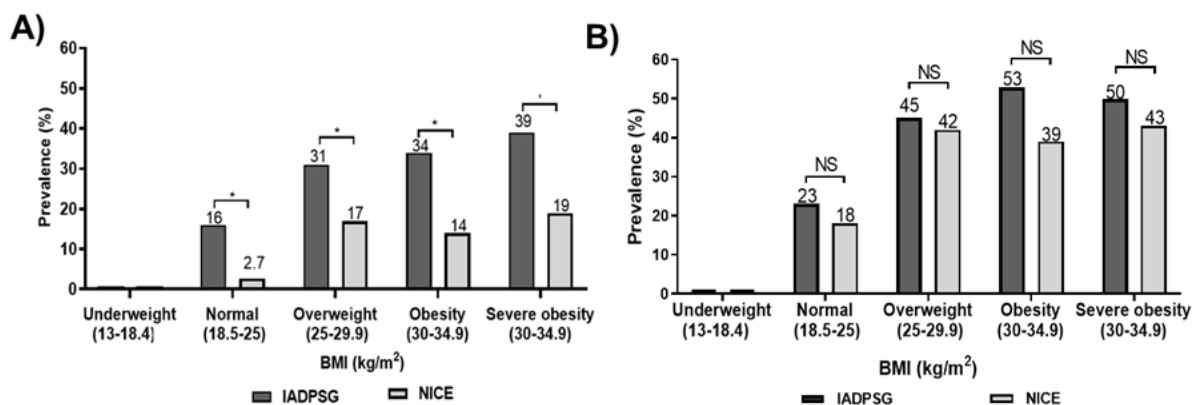 A)
Prevalence (%)
60
50
40
30
20
10
0
16
*
2.7
31
*
17
34
*
14
39
19
Underweight Normal Overweight Obesity Severe obesity
(13-18.4] (18.5-25) (25-29.9) (30-34.9) (30-34.9)
BMI (kg/m²)
IADPSG NICE
B)
Prevalence (%)
60
50
40
30
20
10
0
23
NS
18
45
NS
42
53
NS
39
50
NS
43
Underweight Normal Overweight Obesity Severe obesity
(13-18.4] (18.5-25) (25-29.9) (30-34.9) (30-34.9)
BMI (kg/m²)
IADPSG NICE